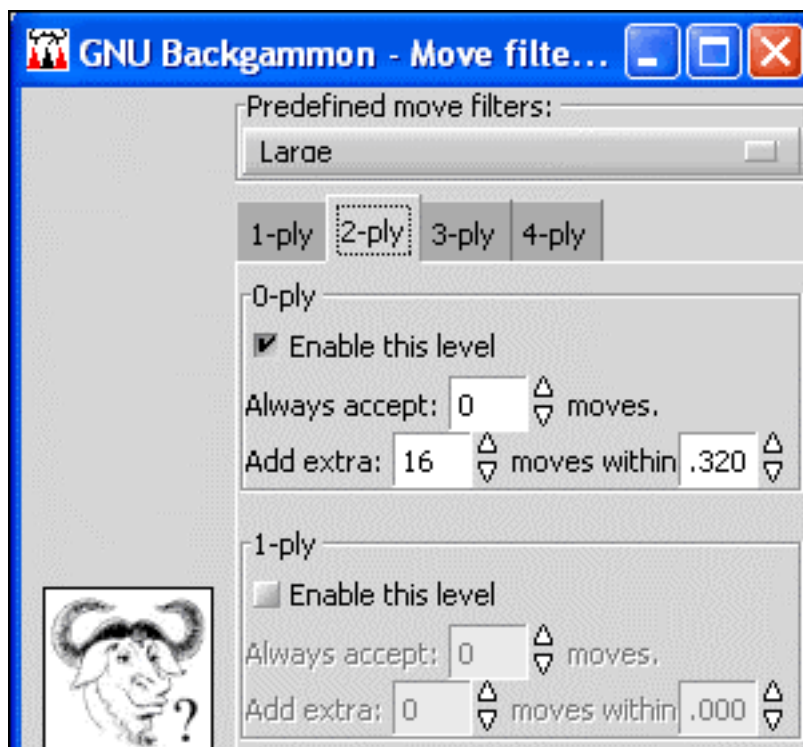 GNU Backgammon - Move filte...
Predefined move filters:
Large
1-ply 2-ply 3-ply 4-ply
0-ply
Enable this level
Always accept: 0 moves.
Add extra: 16 moves within .320
1-ply
Enable this level
Always accept: 0 moves.
Add extra: 0 moves within .000
?